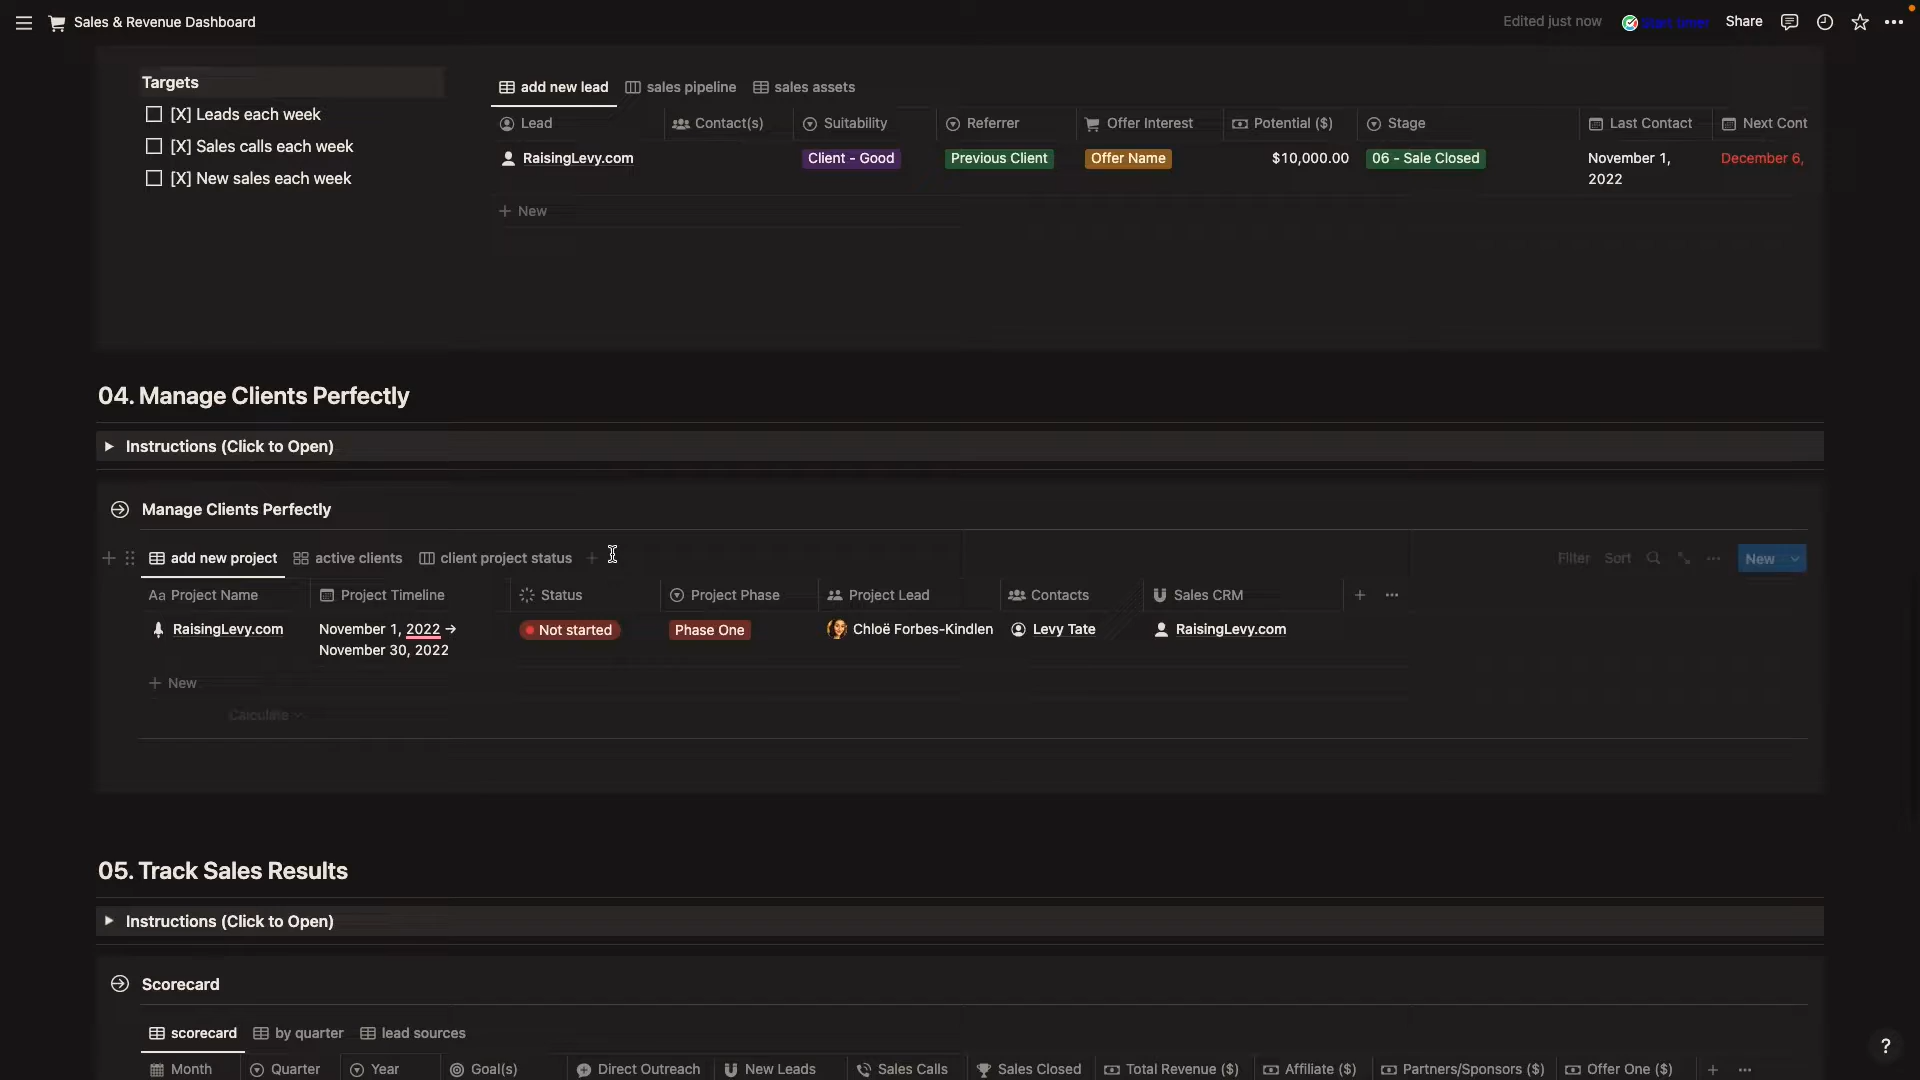 Sales & Revenue Dashboard
Edited just now
Start timer
Share
Targets
[X] Leads each week
[X] Sales calls each week
[X] New sales each week
add new lead sales pipeline sales assets
Lead Contact(s) Suitability Referrer Offer Interest Potential ($) Stage Last Contact Next Cont
RaisingLevy.com Client - Good Previous Client Offer Name $10,000.00 06 - Sale Closed November 1, December 6,
2022
+ New
04. Manage Clients Perfectly
Instructions (Click to Open)
Manage Clients Perfectly
add new project active clients client project status + Filter Sort New
Aa Project Name Project Timeline Status Project Phase Project Lead Contacts Sales CRM + ...
RaisingLevy.com November 1, 2022 → Not started Phase One Chloë Forbes-Kindlen Levy Tate RaisingLevy.com
November 30, 2022
+ New
Calculate
05. Track Sales Results
Instructions (Click to Open)
Scorecard
scorecard by quarter lead sources
Month Quarter Year Goal(s) Direct Outreach New Leads Sales Calls Sales Closed Total Revenue ($) Affiliate ($) Partners/Sponsors ($) Offer One ($) + ...
?